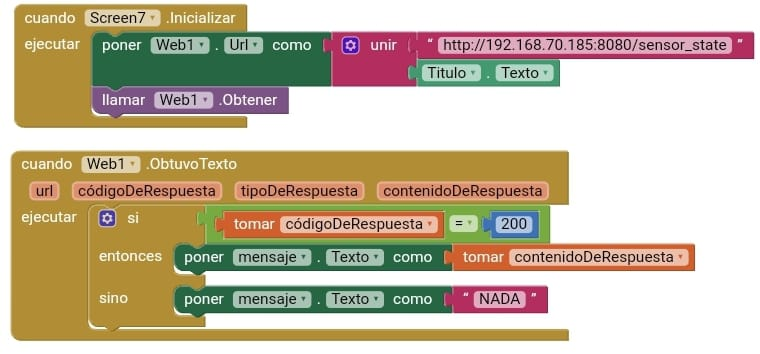 cuando Screen7 .Inicializar
ejecutar poner Web1 . Url como unir "http://192.168.70.185:8080/sensor_state"
Titulo . Texto
llamar Web1 .Obtener
cuando Web1 .ObtuvoTexto
url códigoDeRespuesta tipoDeRespuesta contenidoDeRespuesta
ejecutar si tomar códigoDeRespuesta = 200
entonces poner mensaje . Texto como tomar contenidoDeRespuesta
sino poner mensaje . Texto como "NADA"